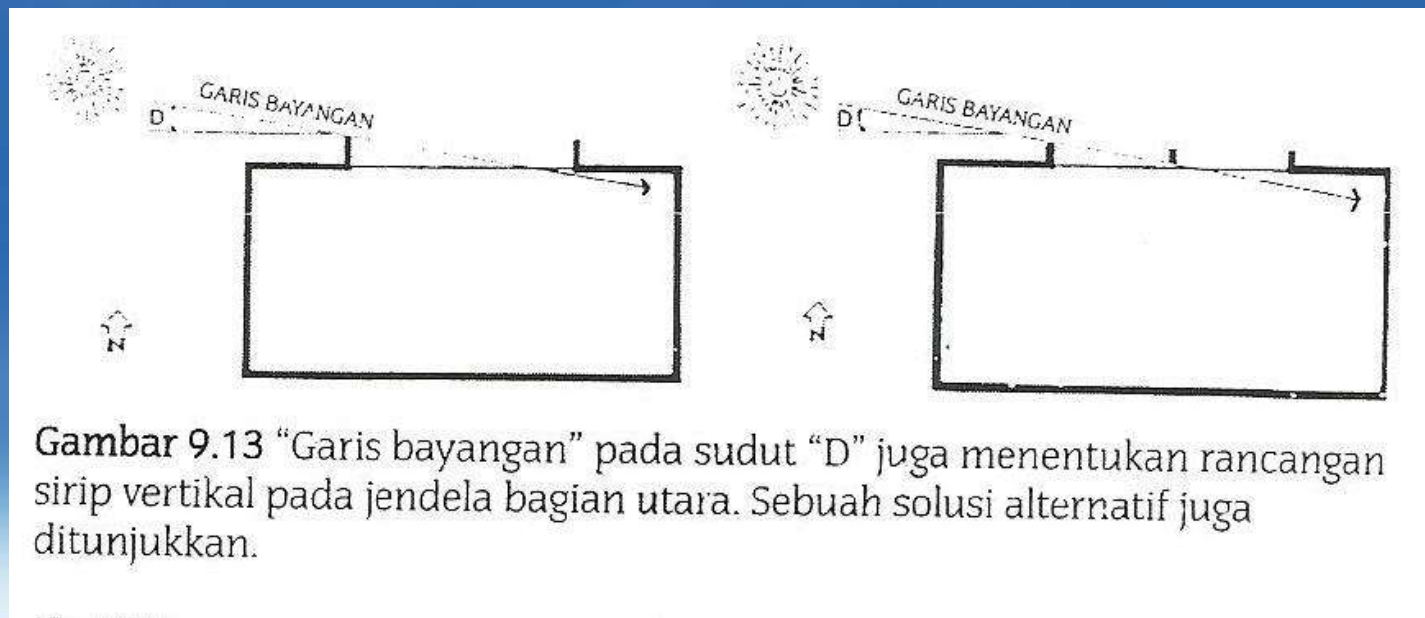 GARIS BAYANGAN
D
N
GARIS BAYANGAN
D
N
Gambar 9.13 “Garis bayangan” pada sudut “D” juga menentukan rancangan
sirip vertikal pada jendela bagian utara. Sebuah solusi alternatif juga
ditunjukkan.